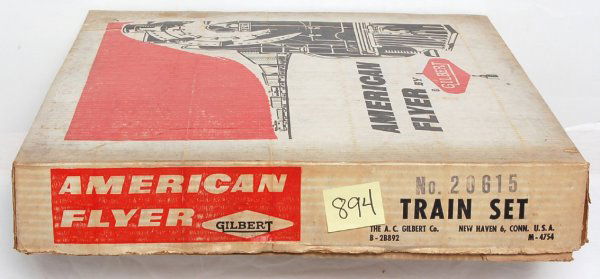 AMERICAN
FLYER BY
GILBERT
AMERICAN
FLYER
GILBERT
894
No. 20615
TRAIN SET
THE A. C. GILBERT Co. NEW HAVEN 6, CONN. U. S. A.
B - 2B892 M - 4754